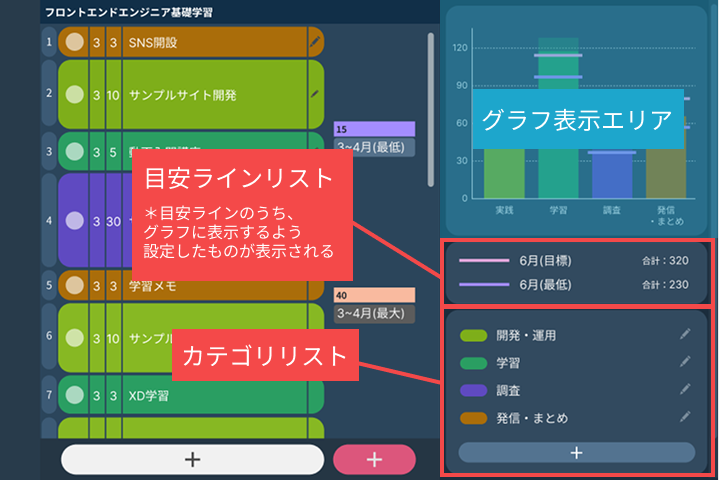 フロントエンドエンジニア基礎学習
1 3 3 SNS開設
2 3 10 サンプルサイト開発
15
3~4月(最低)
3 3 5
4 3 30
5 3 3 学習メモ
40
3~4月(最大)
6 3 10 サンプル
7 3 3 XD学習
+
+
目安ラインリスト
＊目安ラインのうち、
グラフに表示するよう
設定したものが表示される
カテゴリリスト
120
90
60
30
0
グラフ表示エリア
実践 学習 調査 発信
・まとめ
6月(目標) 合計：320
6月(最低) 合計：230
開発・運用
学習
調査
発信・まとめ
+